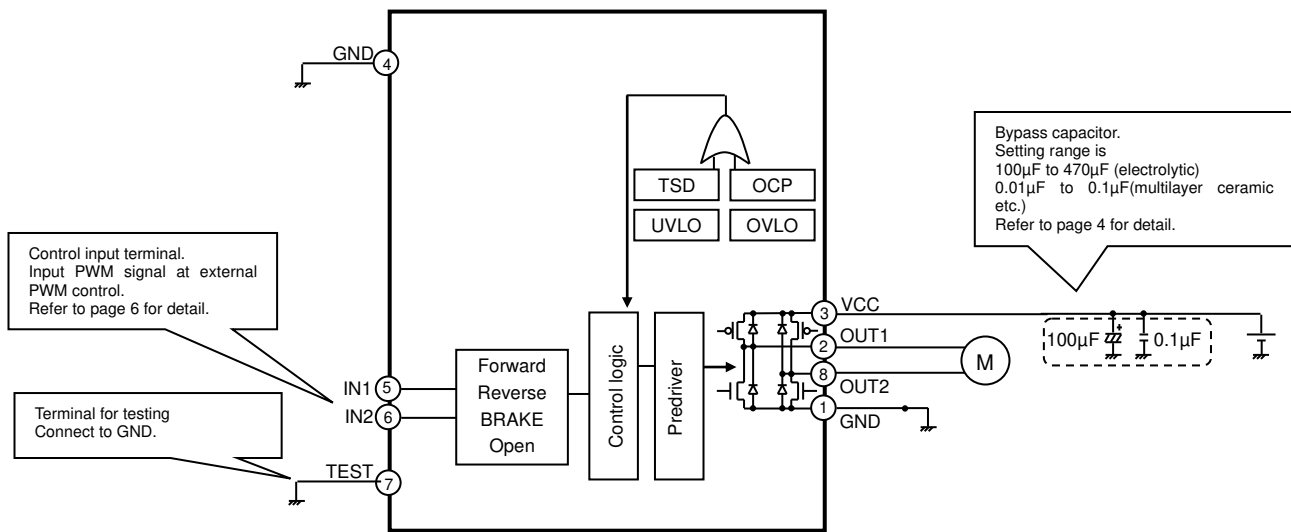 GND
4
TSD
OCP
UVLO
OVLO
Bypass capacitor.
Setting range is
100µF to 470µF (electrolytic)
0.01µF to 0.1µF(multilayer ceramic
etc.)
Refer to page 4 for detail.
Control input terminal.
Input PWM signal at external
PWM control.
Refer to page 6 for detail.
Terminal for testing
Connect to GND.
IN1
5
IN2
6
TEST
7
Forward
Reverse
BRAKE
Open
Control logic
Predriver
3
VCC
2
OUT1
8
OUT2
1
GND
M
100µF
+
0.1µF